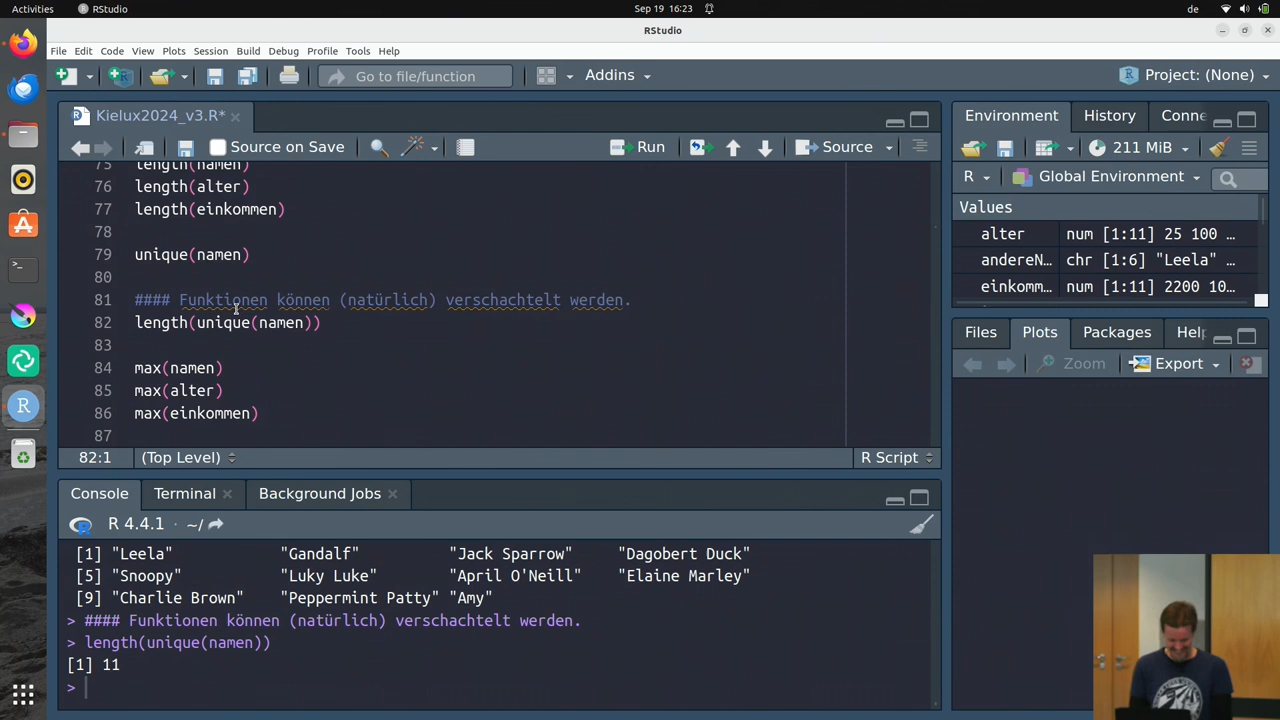 Activities RStudio Sep 19 16:23 de
RStudio
File Edit Code View Plots Session Build Debug Profile Tools Help
Go to file/function Addins Project: (None)
Kielux2024_v3.R*
Source on Save Run Source
75 length(namen)
76 length(alter)
77 length(einkommen)
78
79 unique(namen)
80
81 #### Funktionen können (natürlich) verschachtelt werden.
82 length(unique(namen))
83
84 max(namen)
85 max(alter)
86 max(einkommen)
87
82:1 (Top Level) R Script
Console Terminal Background Jobs
R 4.4.1 · ~/
[1] "Leela" "Gandalf" "Jack Sparrow" "Dagobert Duck"
[5] "Snoopy" "Luky Luke" "April O'Neill" "Elaine Marley"
[9] "Charlie Brown" "Peppermint Patty" "Amy"
> #### Funktionen können (natürlich) verschachtelt werden.
> length(unique(namen))
[1] 11
>
Environment History Conne
211 MiB
R Global Environment
Values
alter num [1:11] 25 100 …
andereN… chr [1:6] "Leela" …
einkomm… num [1:11] 2200 10…
Files Plots Packages Help
Zoom Export